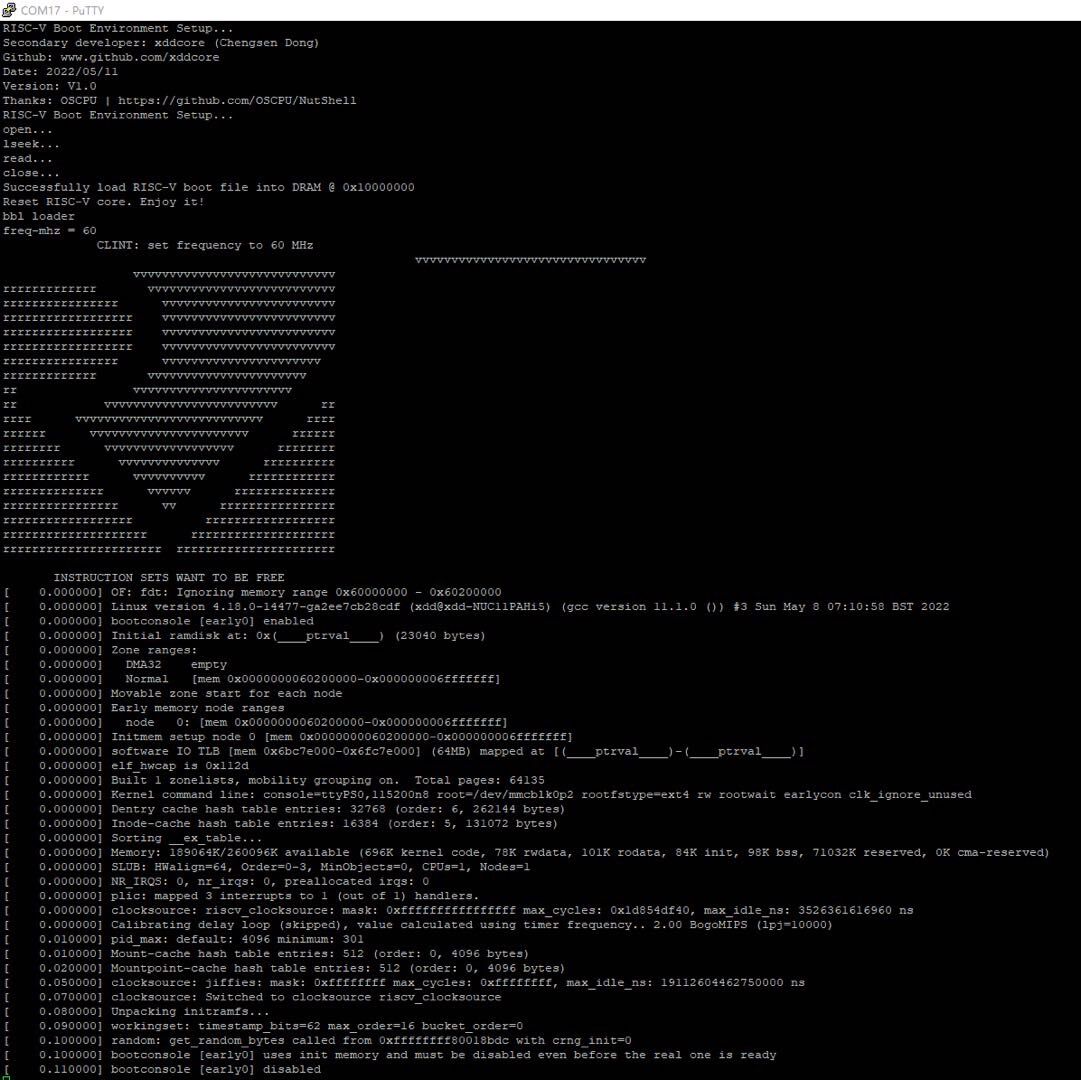 COM17 - PuTTY
RISC-V Boot Environment Setup...
Secondary developer: xddcore (Chengsen Dong)
Github: www.github.com/xddcore
Date: 2022/05/11
Version: V1.0
Thanks: OSCPU | https://github.com/OSCPU/NutShell
RISC-V Boot Environment Setup...
open...
lseek...
read...
close...
Successfully load RISC-V boot file into DRAM @ 0x10000000
Reset RISC-V core. Enjoy it!
bbl loader
freq-mhz = 60
             CLINT: set frequency to 60 MHz
                                                         vvvvvvvvvvvvvvvvvvvvvvvvvvvvvvvv
                  vvvvvvvvvvvvvvvvvvvvvvvvvvvv
rrrrrrrrrrrrr       vvvvvvvvvvvvvvvvvvvvvvvvvv
rrrrrrrrrrrrrrrr      vvvvvvvvvvvvvvvvvvvvvvvv
rrrrrrrrrrrrrrrrrr    vvvvvvvvvvvvvvvvvvvvvvvv
rrrrrrrrrrrrrrrrrr    vvvvvvvvvvvvvvvvvvvvvvvv
rrrrrrrrrrrrrrrrrr    vvvvvvvvvvvvvvvvvvvvvvvv
rrrrrrrrrrrrrrrr      vvvvvvvvvvvvvvvvvvvvvv
rrrrrrrrrrrrr       vvvvvvvvvvvvvvvvvvvvvv
rr                vvvvvvvvvvvvvvvvvvvvvv
rr            vvvvvvvvvvvvvvvvvvvvvvvv      rr
rrrr      vvvvvvvvvvvvvvvvvvvvvvvvvv      rrrr
rrrrrr      vvvvvvvvvvvvvvvvvvvvvv      rrrrrr
rrrrrrrr      vvvvvvvvvvvvvvvvvv      rrrrrrrr
rrrrrrrrrr      vvvvvvvvvvvvvv      rrrrrrrrrr
rrrrrrrrrrrr      vvvvvvvvvv      rrrrrrrrrrrr
rrrrrrrrrrrrrr      vvvvvv      rrrrrrrrrrrrrr
rrrrrrrrrrrrrrrr      vv      rrrrrrrrrrrrrrrr
rrrrrrrrrrrrrrrrrr          rrrrrrrrrrrrrrrrrr
rrrrrrrrrrrrrrrrrrrr      rrrrrrrrrrrrrrrrrrrr
rrrrrrrrrrrrrrrrrrrrrr  rrrrrrrrrrrrrrrrrrrrrr
       INSTRUCTION SETS WANT TO BE FREE
[    0.000000] OF: fdt: Ignoring memory range 0x60000000 - 0x60200000
[    0.000000] Linux version 4.18.0-14477-ga2ee7cb28cdf (xdd@xdd-NUC11PAHi5) (gcc version 11.1.0 ()) #3 Sun May 8 07:10:58 BST 2022
[    0.000000] bootconsole [early0] enabled
[    0.000000] Initial ramdisk at: 0x(____ptrval____) (23040 bytes)
[    0.000000] Zone ranges:
[    0.000000]   DMA32    empty
[    0.000000]   Normal   [mem 0x0000000060200000-0x000000006fffffff]
[    0.000000] Movable zone start for each node
[    0.000000] Early memory node ranges
[    0.000000]   node   0: [mem 0x0000000060200000-0x000000006fffffff]
[    0.000000] Initmem setup node 0 [mem 0x0000000060200000-0x000000006fffffff]
[    0.000000] software IO TLB [mem 0x6bc7e000-0x6fc7e000] (64MB) mapped at [(____ptrval____)-(____ptrval____)]
[    0.000000] elf_hwcap is 0x112d
[    0.000000] Built 1 zonelists, mobility grouping on.  Total pages: 64135
[    0.000000] Kernel command line: console=ttyPS0,115200n8 root=/dev/mmcblk0p2 rootfstype=ext4 rw rootwait earlycon clk_ignore_unused
[    0.000000] Dentry cache hash table entries: 32768 (order: 6, 262144 bytes)
[    0.000000] Inode-cache hash table entries: 16384 (order: 5, 131072 bytes)
[    0.000000] Sorting __ex_table...
[    0.000000] Memory: 189064K/260096K available (696K kernel code, 78K rwdata, 101K rodata, 84K init, 98K bss, 71032K reserved, 0K cma-reserved)
[    0.000000] SLUB: HWalign=64, Order=0-3, MinObjects=0, CPUs=1, Nodes=1
[    0.000000] NR_IRQS: 0, nr_irqs: 0, preallocated irqs: 0
[    0.000000] plic: mapped 3 interrupts to 1 (out of 1) handlers.
[    0.000000] clocksource: riscv_clocksource: mask: 0xffffffffffffffff max_cycles: 0x1d854df40, max_idle_ns: 3526361616960 ns
[    0.000000] Calibrating delay loop (skipped), value calculated using timer frequency.. 2.00 BogoMIPS (lpj=10000)
[    0.010000] pid_max: default: 4096 minimum: 301
[    0.010000] Mount-cache hash table entries: 512 (order: 0, 4096 bytes)
[    0.020000] Mountpoint-cache hash table entries: 512 (order: 0, 4096 bytes)
[    0.050000] clocksource: jiffies: mask: 0xffffffff max_cycles: 0xffffffff, max_idle_ns: 19112604462750000 ns
[    0.070000] clocksource: Switched to clocksource riscv_clocksource
[    0.080000] Unpacking initramfs...
[    0.090000] workingset: timestamp_bits=62 max_order=16 bucket_order=0
[    0.100000] random: get_random_bytes called from 0xffffffff80018bdc with crng_init=0
[    0.100000] bootconsole [early0] uses init memory and must be disabled even before the real one is ready
[    0.110000] bootconsole [early0] disabled